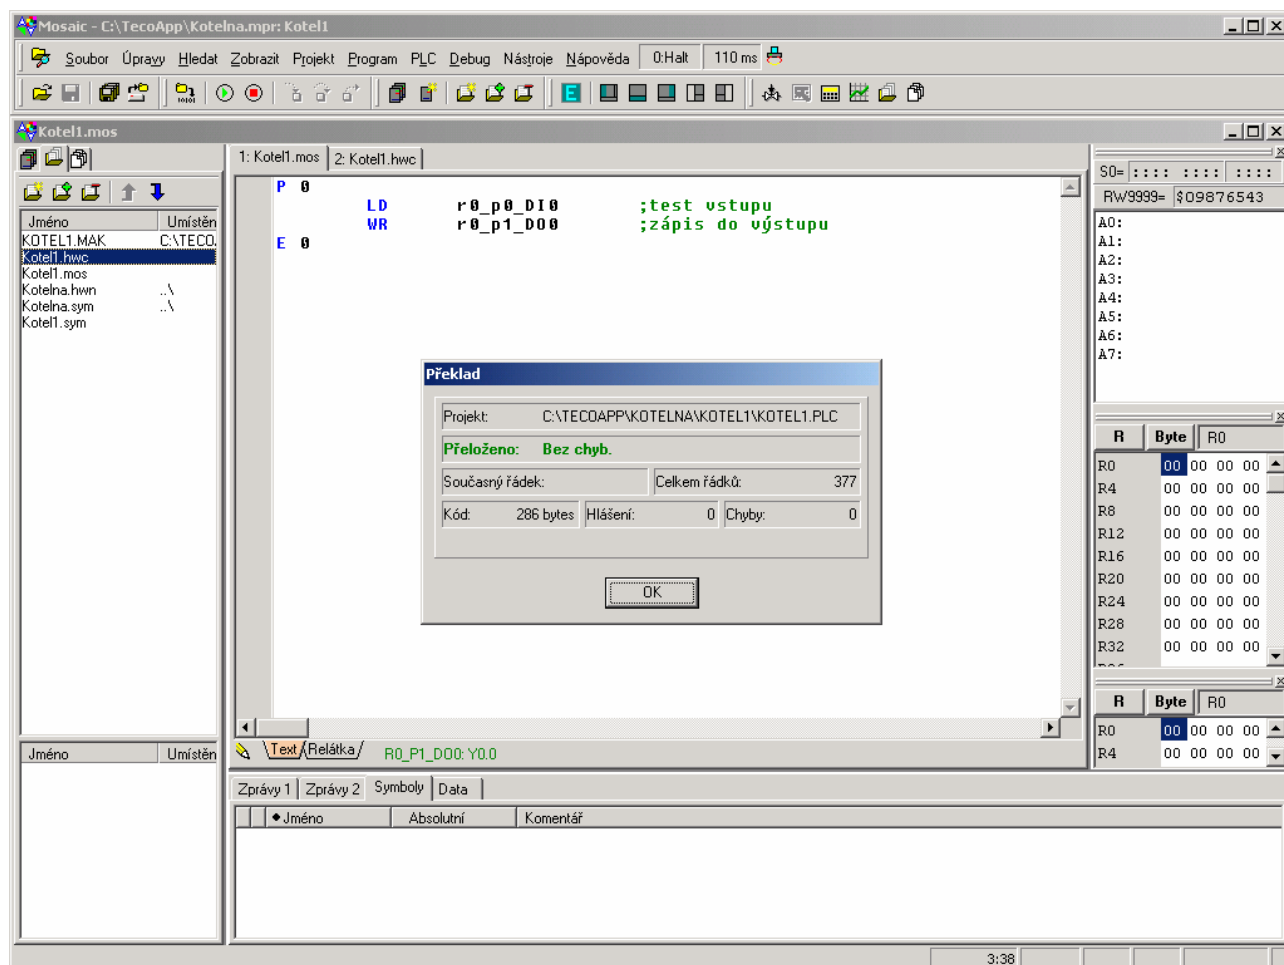 Mosaic - C:\TecoApp\Kotelna.mpr: Kotel1
Soubor Úpravy Hledat Zobrazit Projekt Program PLC Debug Nástroje Nápověda 0:Halt 110 ms
Kotel1.mos
1: Kotel1.mos 2: Kotel1.hwc
Jméno Umístěn
KOTEL1.MAK C:\TECO.
Kotel1.hwc
Kotel1.mos
Kotelna.hwn ..\
Kotelna.sym ..\
Kotel1.sym
P 0
LD r0_p0_DI0 ;test vstupu
WR r0_p1_DO0 ;zápis do výstupu
E 0
Překlad
Projekt: C:\TECOAPP\KOTELNA\KOTEL1\KOTEL1.PLC
Přeloženo: Bez chyb.
Současný řádek: Celkem řádků: 377
Kód: 286 bytes Hlášení: 0 Chyby: 0
OK
S0= :::: :::: ::::
RW9999= $09876543
A0:
A1:
A2:
A3:
A4:
A5:
A6:
A7:
R Byte R0
R0 00 00 00 00
R4 00 00 00 00
R8 00 00 00 00
R12 00 00 00 00
R16 00 00 00 00
R20 00 00 00 00
R24 00 00 00 00
R28 00 00 00 00
R32 00 00 00 00
R Byte R0
R0 00 00 00 00
R4 00 00 00 00
Text Relátka R0_P1_DO0: Y0.0
Jméno Umístěn
Zprávy 1 Zprávy 2 Symboly Data
Jméno Absolutní Komentář
3:38